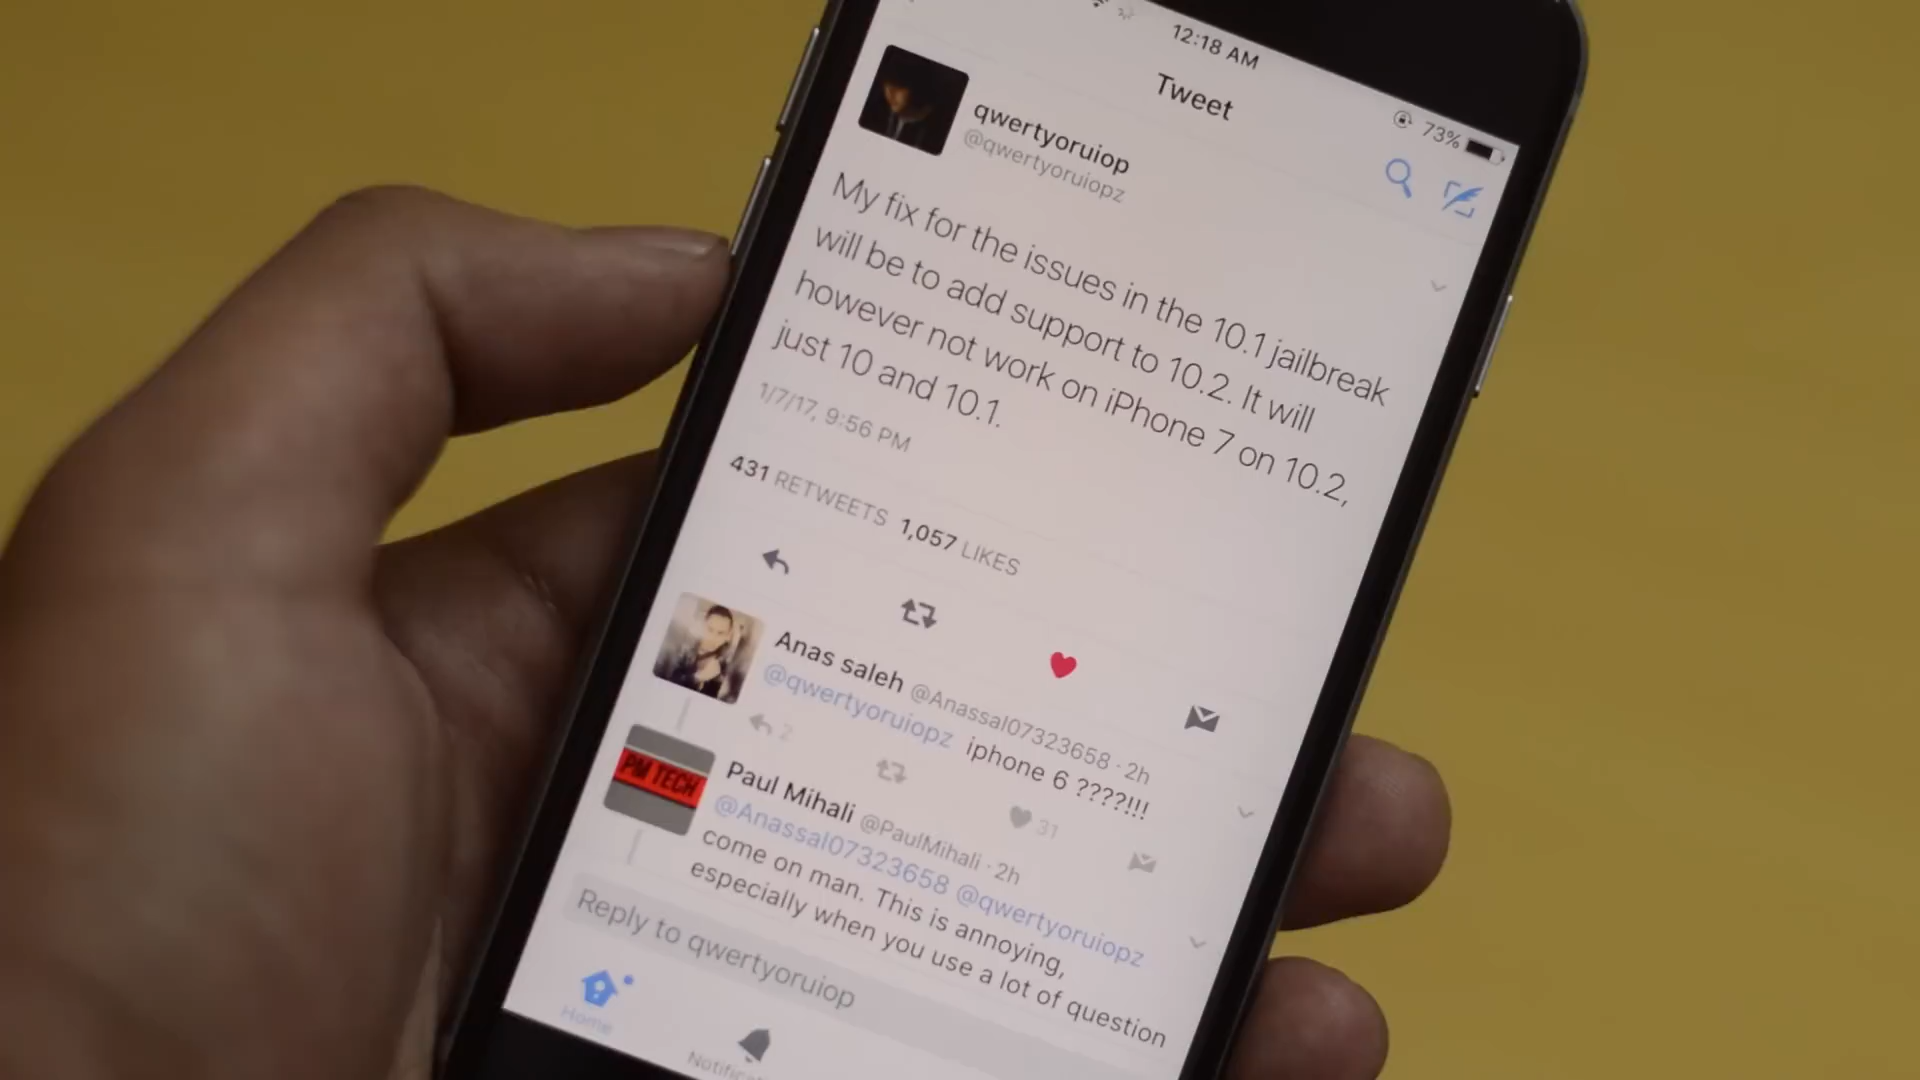 12:18 AM
73%
Tweet
qwertyoruiop
@qwertyoruiopz
My fix for the issues in the 10.1 jailbreak
will be to add support to 10.2. It will
however not work on iPhone 7 on 10.2,
just 10 and 10.1.
1/7/17, 9:56 PM
431 RETWEETS 1,057 LIKES
Anas saleh @Anassal07323658 · 2h
@qwertyoruiopz iphone 6 ????!!!
2
31
PM TECH
Paul Mihali @PaulMihali · 2h
@Anassal07323658 @qwertyoruiopz
come on man. This is annoying,
especially when you use a lot of question
Reply to qwertyoruiop
Home